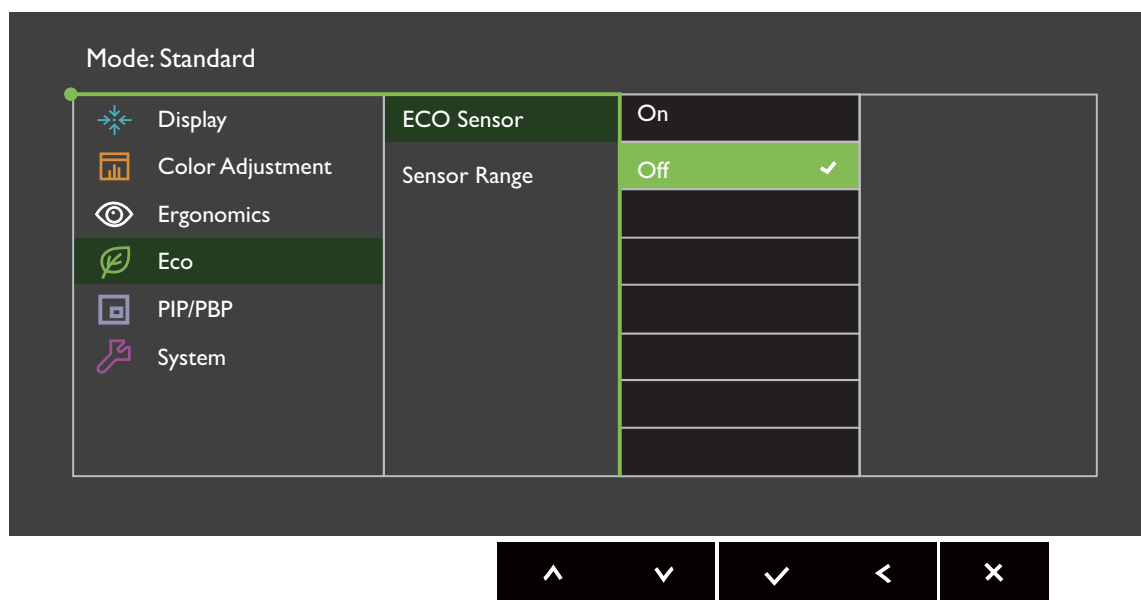 Mode: Standard
Display
Color Adjustment
Ergonomics
Eco
PIP/PBP
System
ECO Sensor
Sensor Range
On
Off